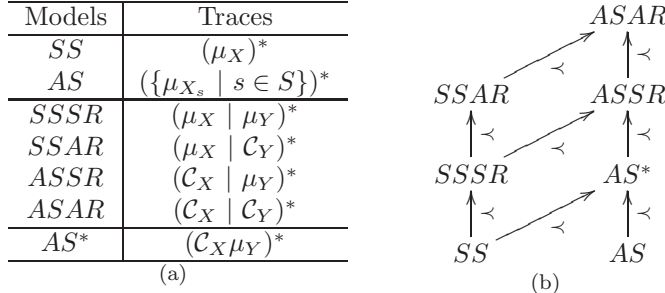 Models Traces
SS (μ_X)*
AS ({μ_{X_s} | s ∈ S})*
SSSR (μ_X | μ_Y)*
SSAR (μ_X | 𝒞_Y)*
ASSR (𝒞_X | μ_Y)*
ASAR (𝒞_X | 𝒞_Y)*
AS* (𝒞_X μ_Y)*
(a)
ASAR
≺ ≺
SSAR ASSR
≺ ≺ ≺
SSSR AS*
≺ ≺ ≺
SS AS
(b)